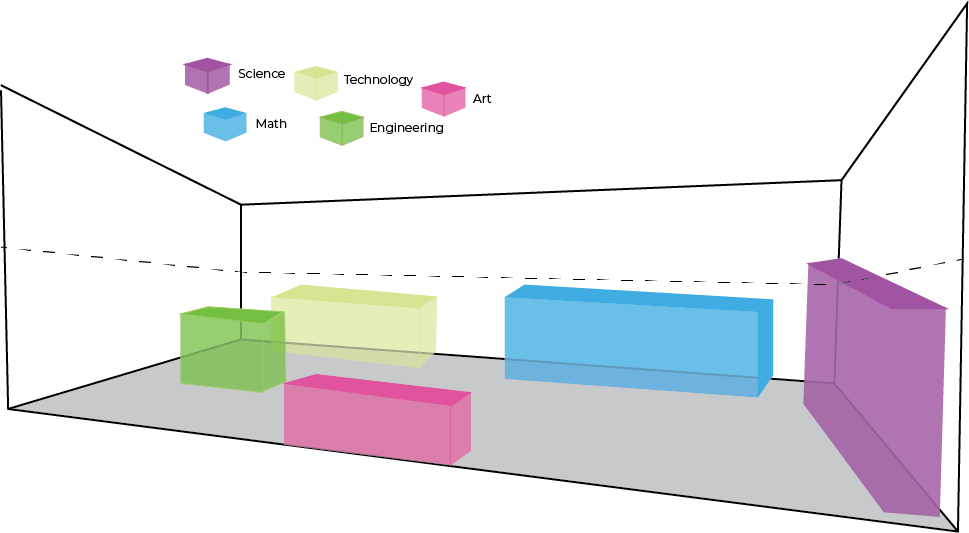 Science
Technology
Art
Math
Engineering